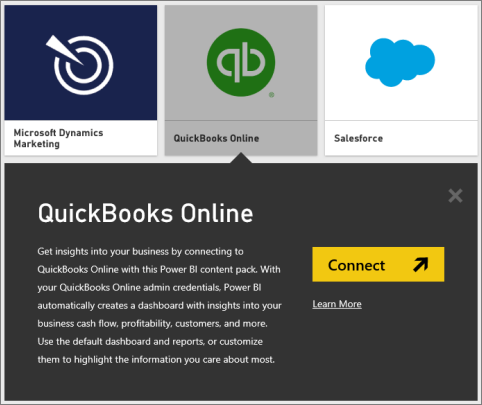 qb
Microsoft Dynamics
Marketing
QuickBooks Online
Salesforce
QuickBooks Online
Get insights into your business by connecting to
QuickBooks Online with this Power BI content pack. With
your QuickBooks Online admin credentials, Power BI
automatically creates a dashboard with insights into your
business cash flow, profitability, customers, and more.
Use the default dashboard and reports, or customize
them to highlight the information you care about most.
Connect
Learn More